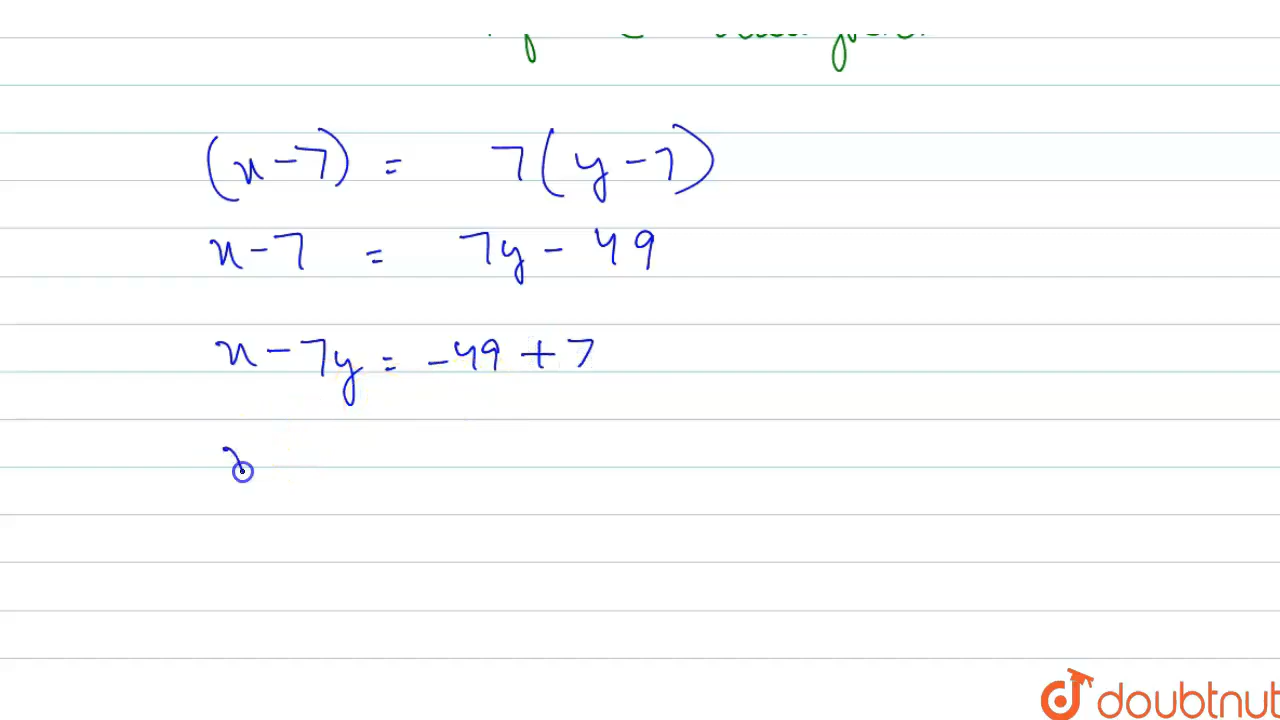 (x-7) = 7(y-7)
x-7 = 7y-49
x-7y = -49+7
doubtnut